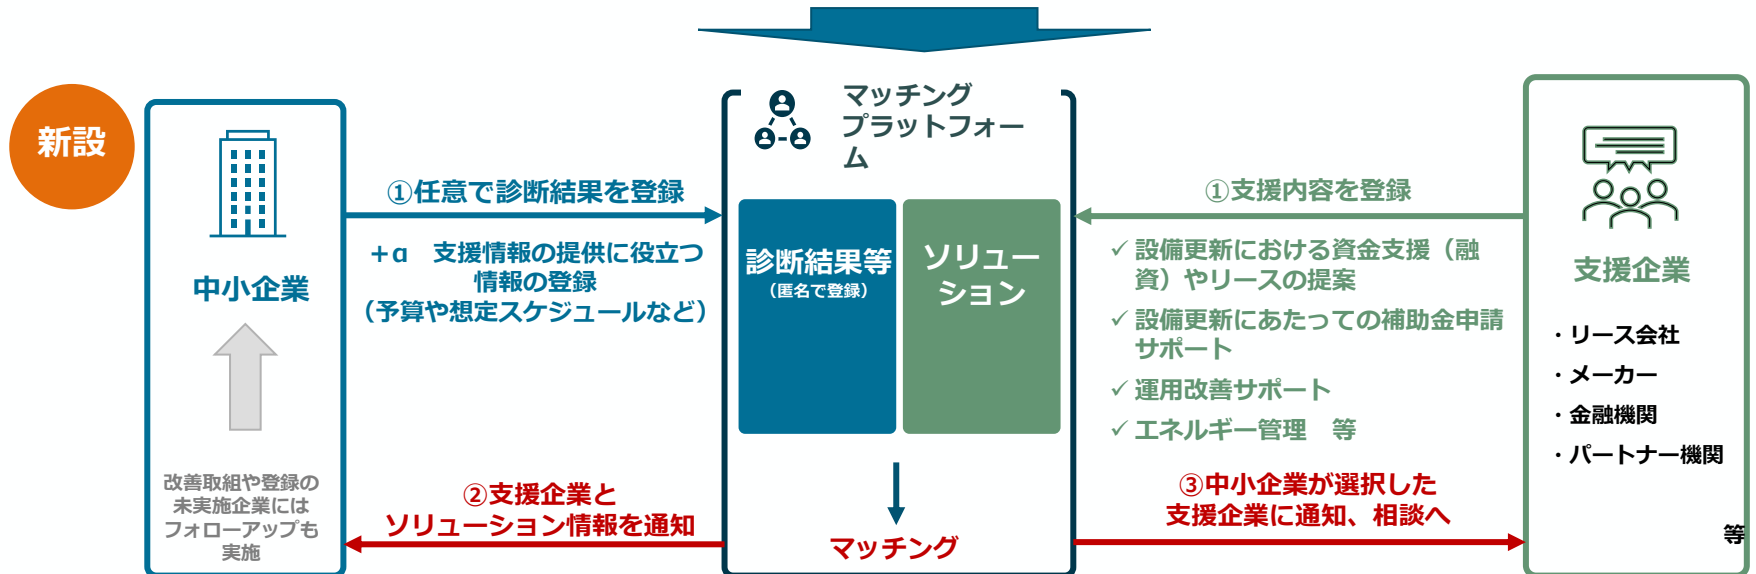 新設
中小企業
改善取組や登録の
未実施企業には
フォローアップも
実施
①任意で診断結果を登録
＋α　支援情報の提供に役立つ
情報の登録
（予算や想定スケジュールなど）
②支援企業と
ソリューション情報を通知
マッチング
プラットフォー
ム
診断結果等
（匿名で登録）
ソリュー
ション
マッチング
①支援内容を登録
✓ 設備更新における資金支援（融
資）やリースの提案
✓ 設備更新にあたっての補助金申請
サポート
✓ 運用改善サポート
✓ エネルギー管理　等
③中小企業が選択した
支援企業に通知、相談へ
支援企業
・リース会社
・メーカー
・金融機関
・パートナー機関
等